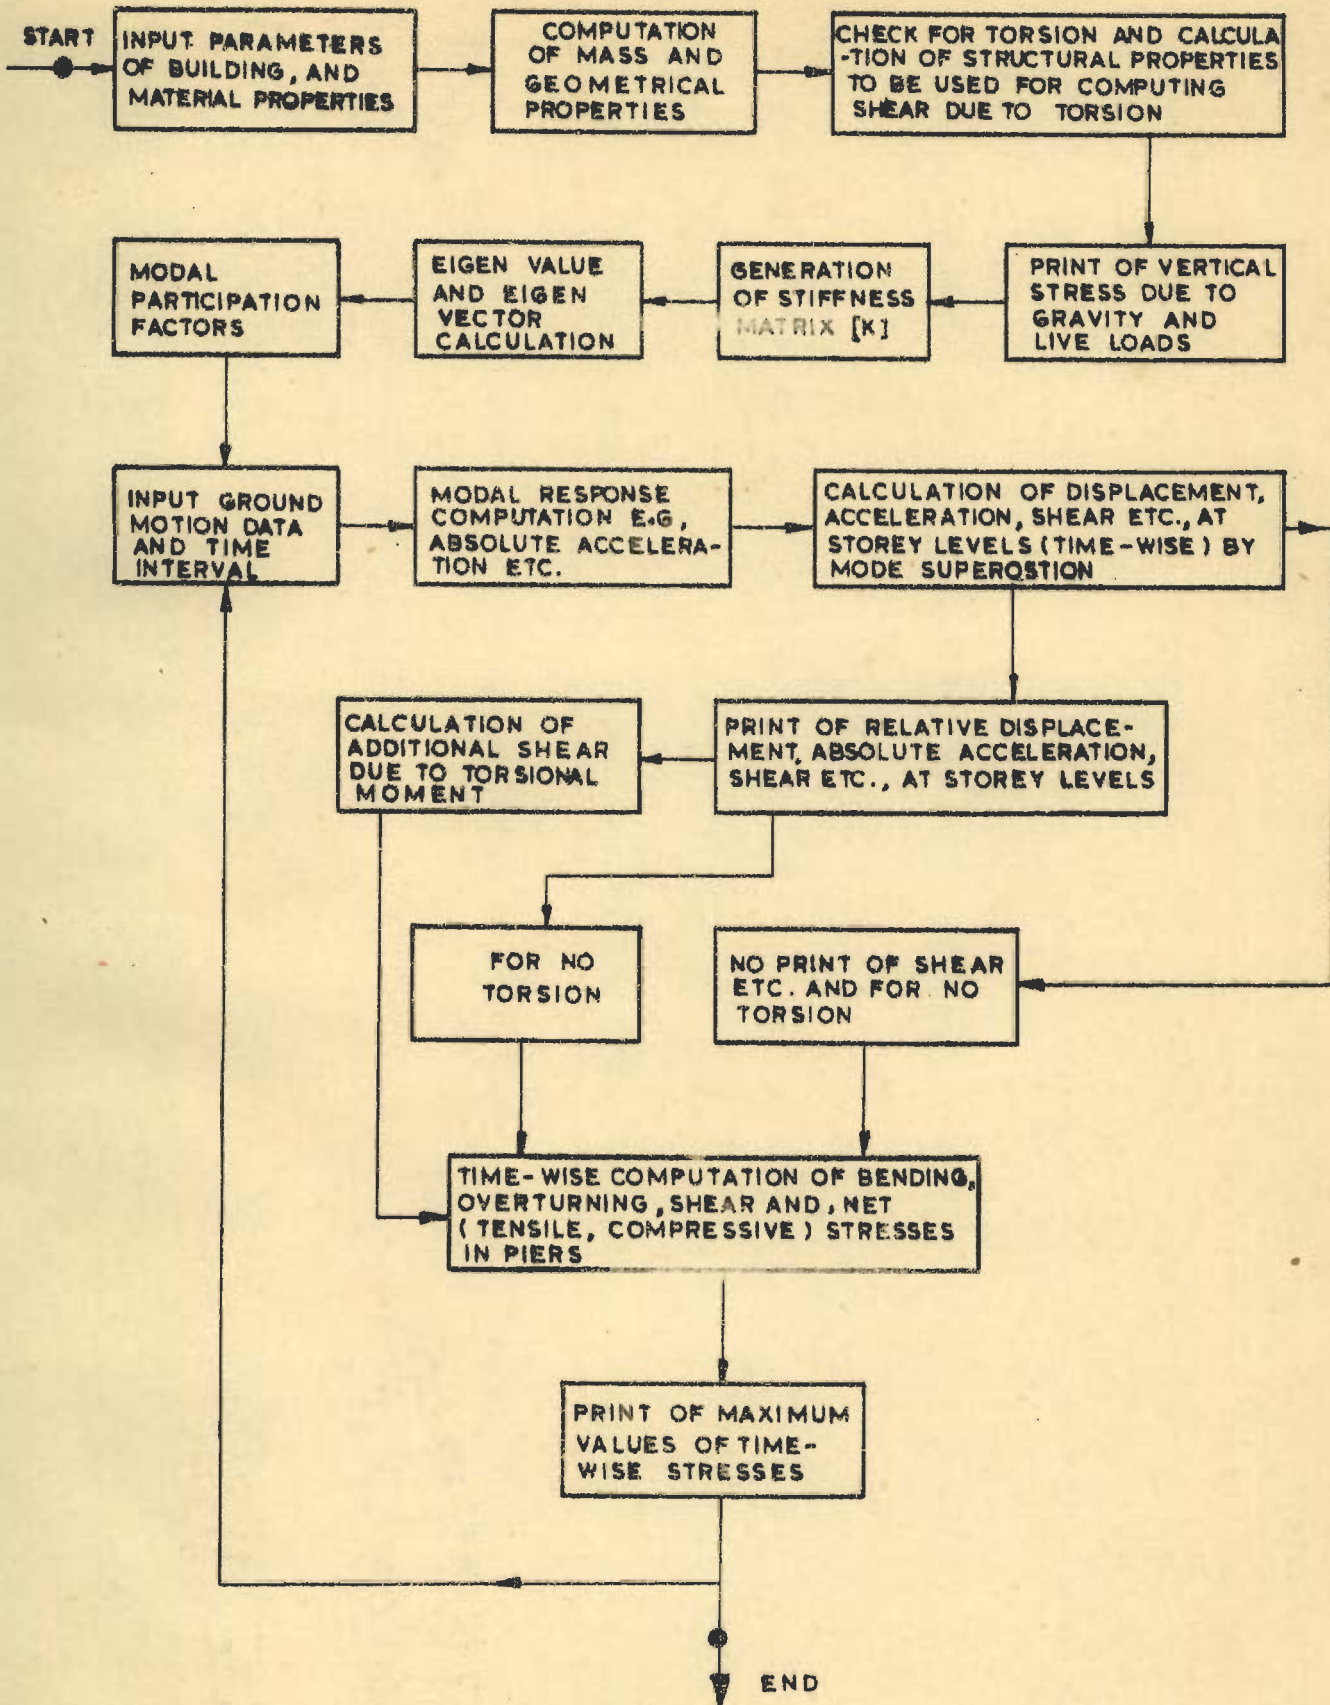 START
INPUT PARAMETERS
OF BUILDING, AND
MATERIAL PROPERTIES
COMPUTATION
OF MASS AND
GEOMETRICAL
PROPERTIES
CHECK FOR TORSION AND CALCULA
-TION OF STRUCTURAL PROPERTIES
TO BE USED FOR COMPUTING
SHEAR DUE TO TORSION
MODAL
PARTICIPATION
FACTORS
EIGEN VALUE
AND EIGEN
VECTOR
CALCULATION
GENERATION
OF STIFFNESS
MATRIX [K]
PRINT OF VERTICAL
STRESS DUE TO
GRAVITY AND
LIVE LOADS
INPUT GROUND
MOTION DATA
AND TIME
INTERVAL
MODAL RESPONSE
COMPUTATION E.G,
ABSOLUTE ACCELERA-
TION ETC.
CALCULATION OF DISPLACEMENT,
ACCELERATION, SHEAR ETC., AT
STOREY LEVELS (TIME-WISE) BY
MODE SUPERQSTION
CALCULATION OF
ADDITIONAL SHEAR
DUE TO TORSIONAL
MOMENT
PRINT OF RELATIVE DISPLACE-
MENT, ABSOLUTE ACCELERATION,
SHEAR ETC., AT STOREY LEVELS
FOR NO
TORSION
NO PRINT OF SHEAR
ETC. AND FOR NO
TORSION
TIME-WISE COMPUTATION OF BENDING,
OVERTURNING, SHEAR AND, NET
(TENSILE, COMPRESSIVE) STRESSES
IN PIERS
PRINT OF MAXIMUM
VALUES OF TIME-
WISE STRESSES
END